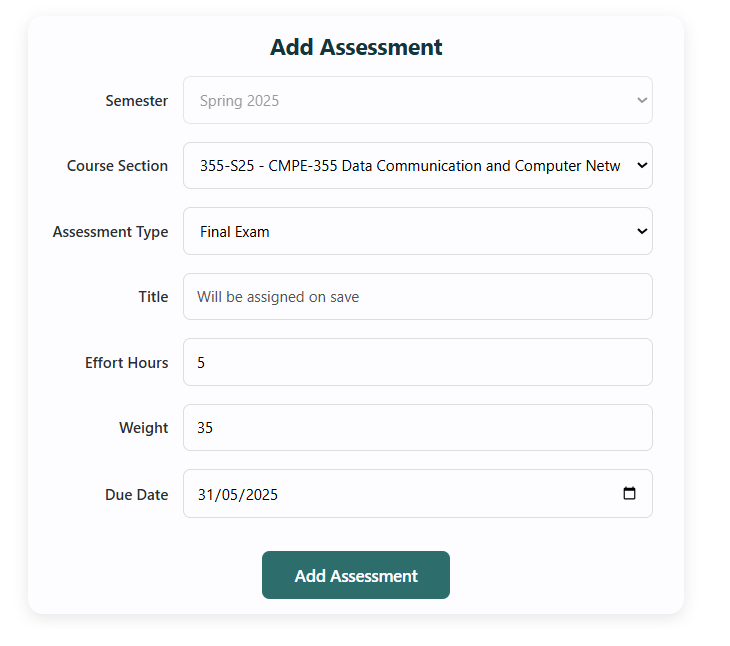 Add Assessment
Semester Spring 2025
Course Section 355-S25 - CMPE-355 Data Communication and Computer Netw
Assessment Type Final Exam
Title Will be assigned on save
Effort Hours 5
Weight 35
Due Date 31/05/2025
Add Assessment